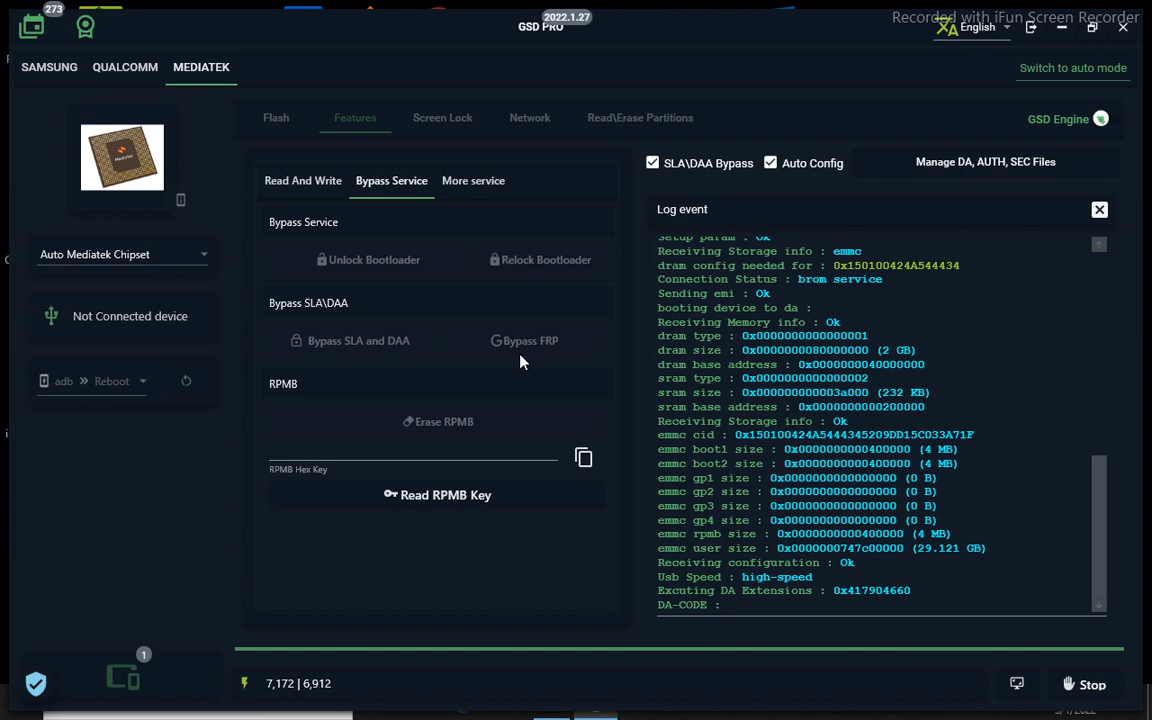 273
2022.1.27
GSD PRO
Recorded with iFun Screen Recorder
English
SAMSUNG QUALCOMM MEDIATEK
Switch to auto mode
Flash Features Screen Lock Network Read\Erase Partitions
GSD Engine
MediaTek
Auto Mediatek Chipset
Not Connected device
adb Reboot
Read And Write Bypass Service More service
Bypass Service
Unlock Bootloader Relock Bootloader
Bypass SLA\DAA
Bypass SLA and DAA Bypass FRP
RPMB
Erase RPMB
RPMB Hex Key
Read RPMB Key
SLA\DAA Bypass Auto Config Manage DA, AUTH, SEC Files
Log event
Setup param : Ok
Receiving Storage info : emmc
dram config needed for : 0x150100424A544434
Connection Status : brom service
Sending emi : Ok
booting device to da :
Receiving Memory info : Ok
dram type : 0x0000000000000001
dram size : 0x0000000080000000 (2 GB)
dram base address : 0x0000000040000000
sram type : 0x0000000000000002
sram size : 0x000000000003a000 (232 KB)
sram base address : 0x0000000000200000
Receiving Storage info : Ok
emmc cid : 0x150100424A5444345209DD15C033A71F
emmc boot1 size : 0x0000000000400000 (4 MB)
emmc boot2 size : 0x0000000000400000 (4 MB)
emmc gp1 size : 0x0000000000000000 (0 B)
emmc gp2 size : 0x0000000000000000 (0 B)
emmc gp3 size : 0x0000000000000000 (0 B)
emmc gp4 size : 0x0000000000000000 (0 B)
emmc rpmb size : 0x0000000000400000 (4 MB)
emmc user size : 0x0000000747c00000 (29.121 GB)
Receiving configuration : Ok
Usb Speed : high-speed
Excuting DA Extensions : 0x417904660
DA-CODE :
1
7,172 | 6,912
Stop